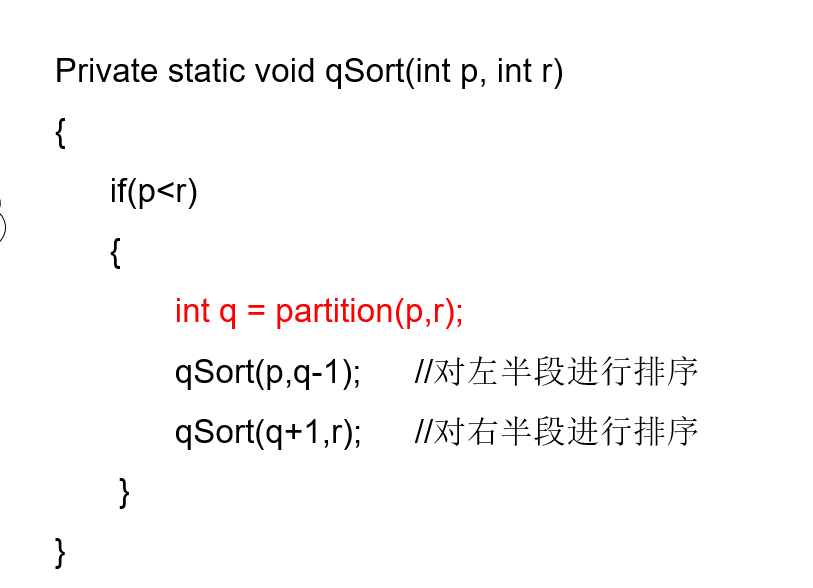 Private static void qSort(int p, int r)
{
if(p<r)
{
int q = partition(p,r);
qSort(p,q-1); //对左半段进行排序
qSort(q+1,r); //对右半段进行排序
}
}